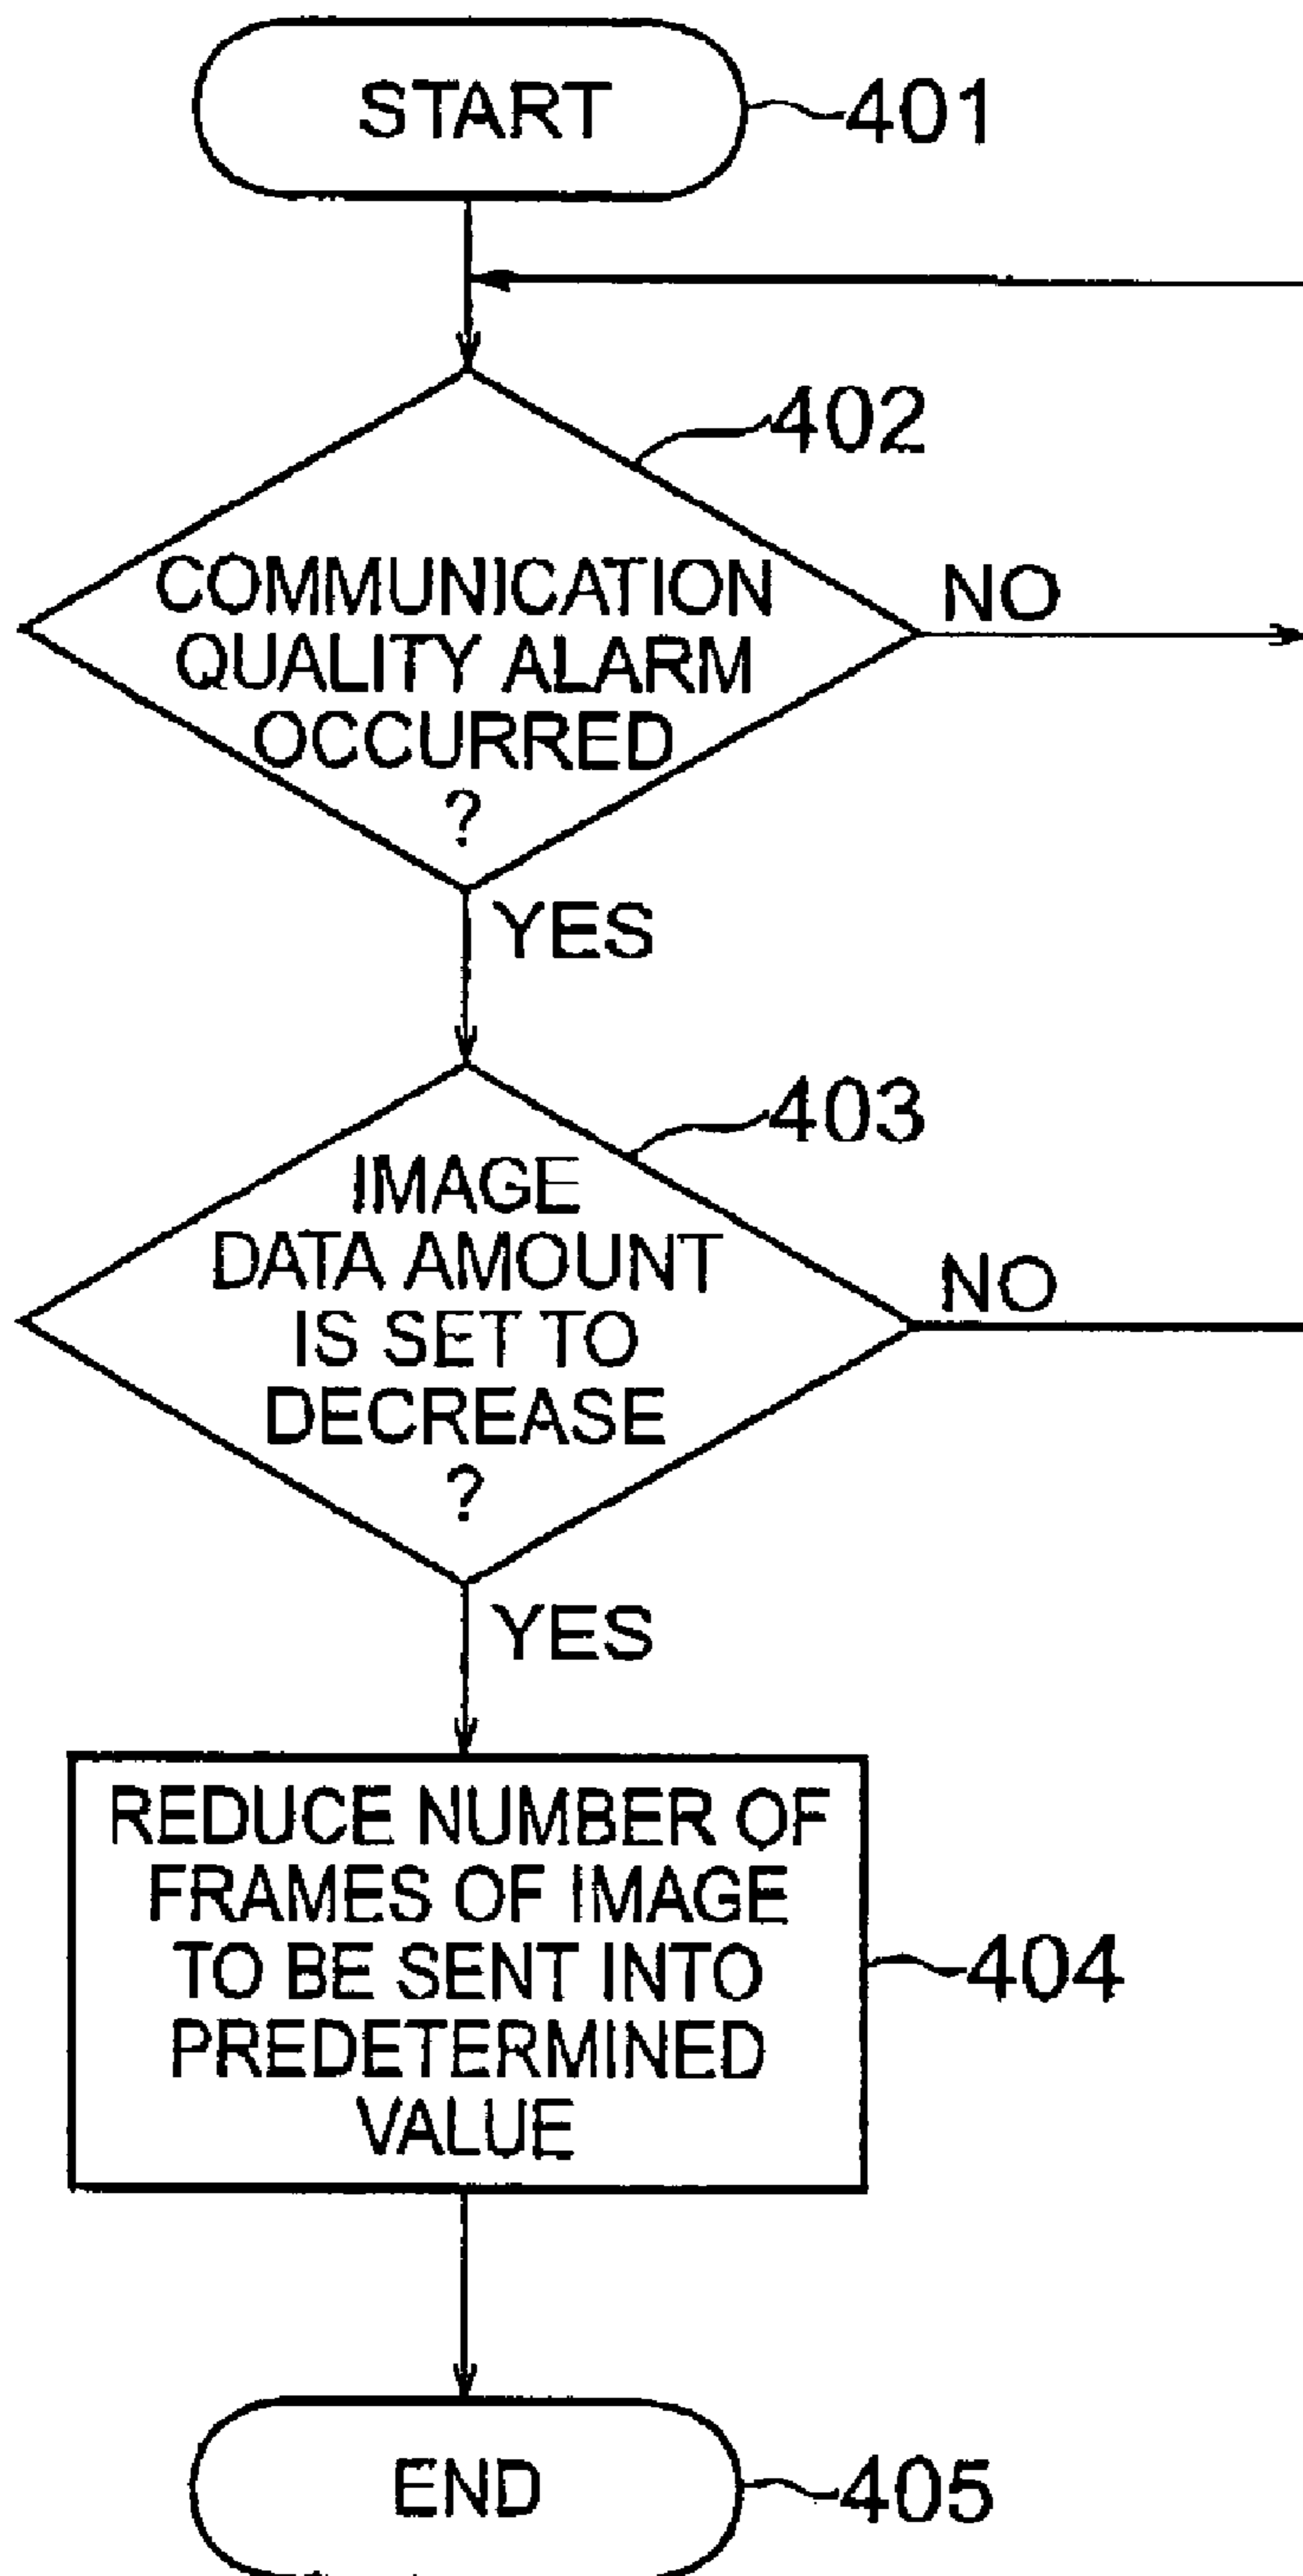 START
401
402
COMMUNICATION
QUALITY ALARM
OCCURRED
?
NO
YES
403
IMAGE
DATA AMOUNT
IS SET TO
DECREASE
?
NO
YES
REDUCE NUMBER OF
FRAMES OF IMAGE
TO BE SENT INTO
PREDETERMINED
VALUE
404
END
405